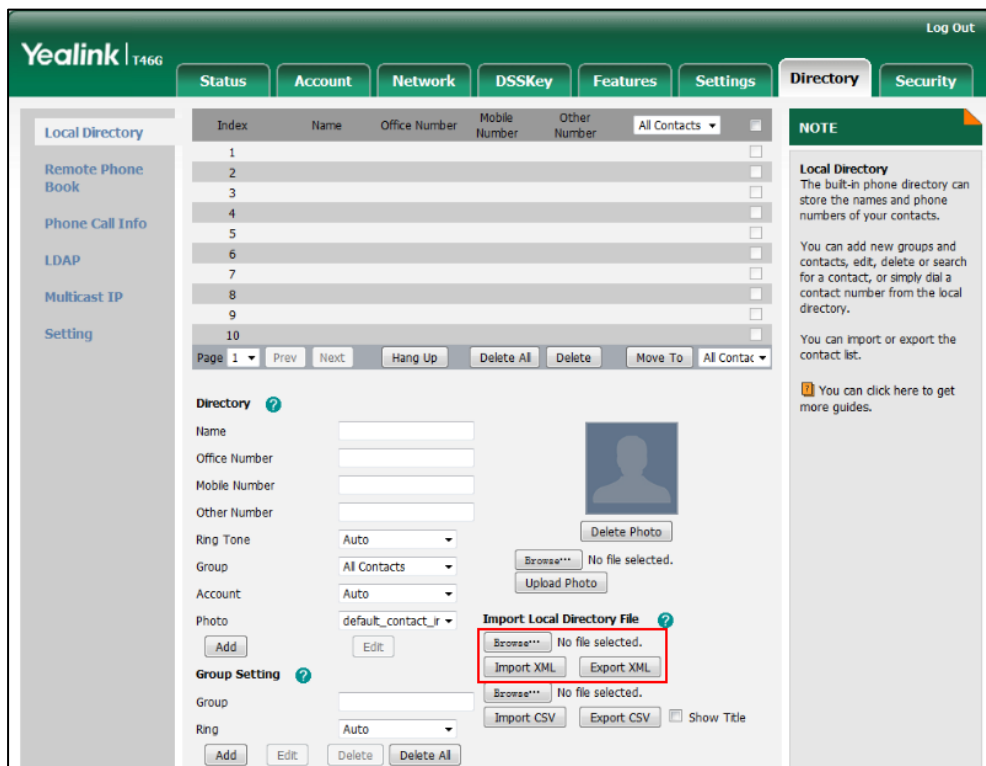 Log Out
Yealink T46G
Status Account Network DSSKey Features Settings Directory Security
Local Directory
Remote Phone
Book
Phone Call Info
LDAP
Multicast IP
Setting
Index Name Office Number Mobile Number Other Number All Contacts
1
2
3
4
5
6
7
8
9
10
Page 1 Prev Next Hang Up Delete All Delete Move To All Contac
Directory ?
Name
Office Number
Mobile Number
Other Number
Ring Tone Auto
Group All Contacts
Account Auto
Photo default_contact_ir
Add Edit
Delete Photo
Browse... No file selected.
Upload Photo
Import Local Directory File ?
Browse... No file selected.
Import XML Export XML
Browse... No file selected.
Import CSV Export CSV Show Title
Group Setting ?
Group
Ring Auto
Add Edit Delete Delete All
NOTE
Local Directory
The built-in phone directory can
store the names and phone
numbers of your contacts.
You can add new groups and
contacts, edit, delete or search
for a contact, or simply dial a
contact number from the local
directory.
You can import or export the
contact list.
? You can click here to get
more guides.